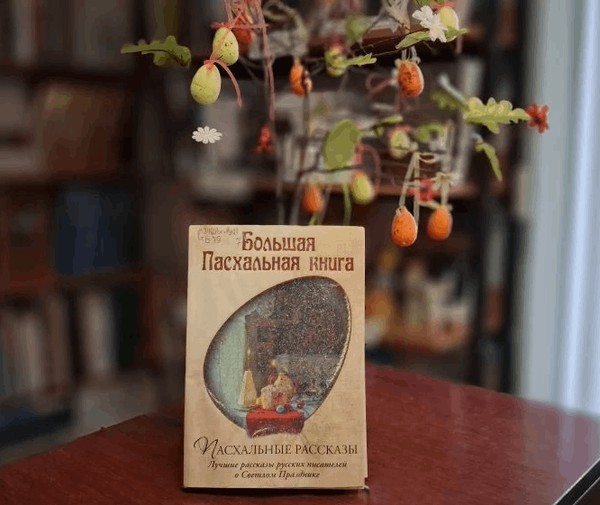 Большая
Пасхальная книга
Пасхальные рассказы
Лучшие рассказы русских писателей
о Светлом Празднике